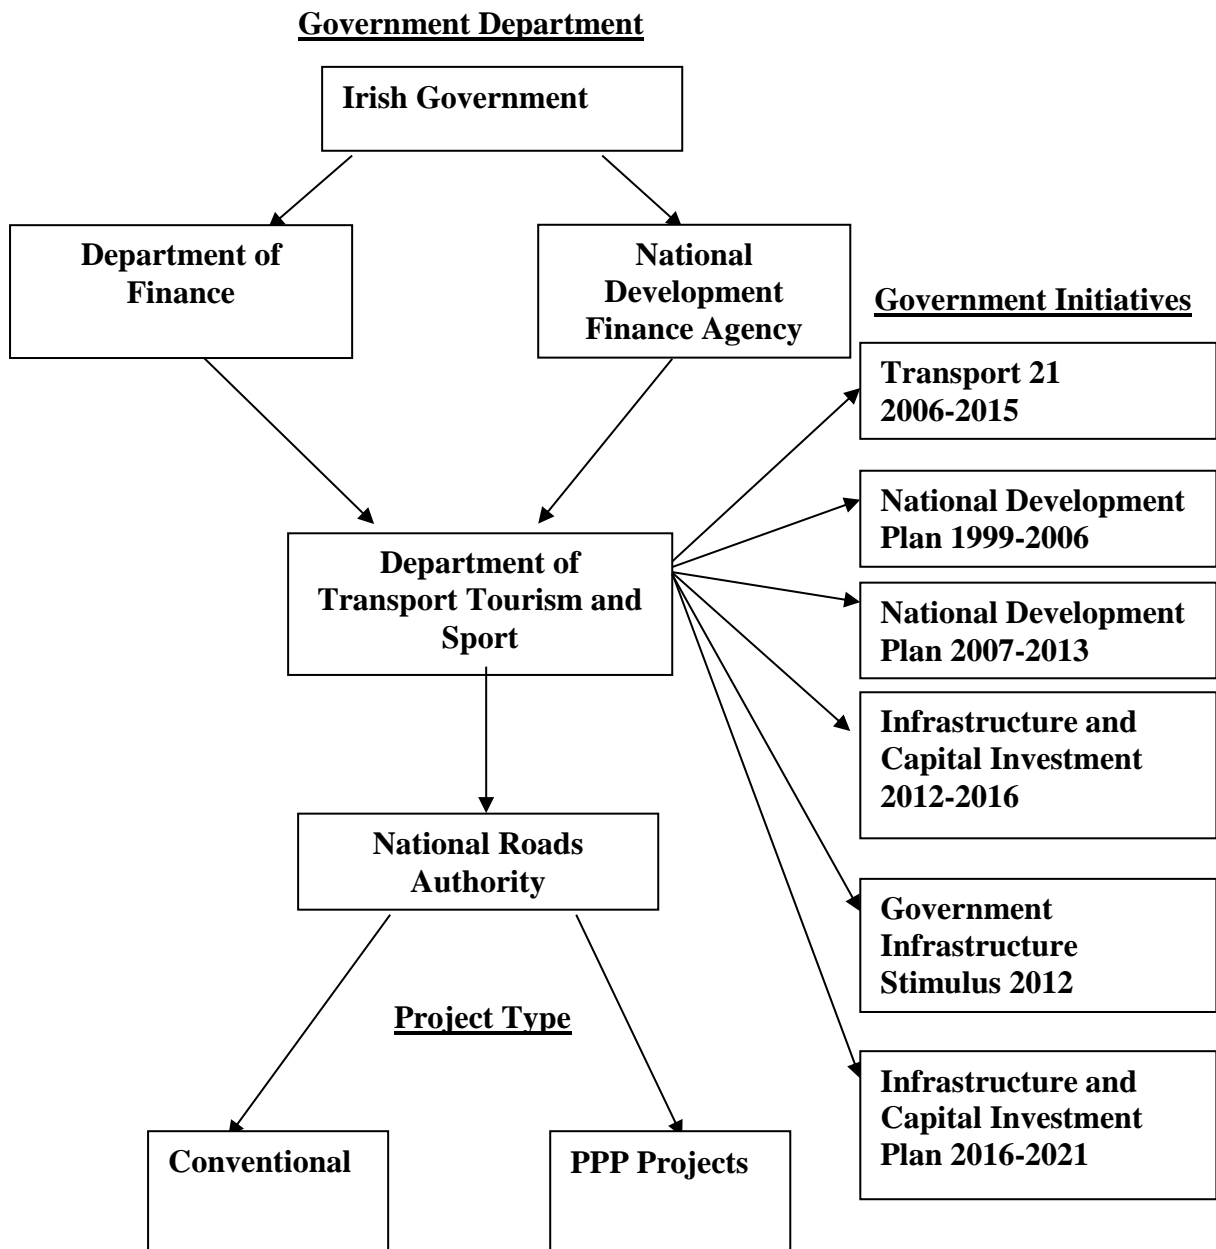 Government Department
Irish Government
Department of
Finance
National
Development
Finance Agency
Government Initiatives
Transport 21
2006-2015
National Development
Plan 1999-2006
National Development
Plan 2007-2013
Infrastructure and
Capital Investment
2012-2016
Government
Infrastructure
Stimulus 2012
Infrastructure and
Capital Investment
Plan 2016-2021
Department of
Transport Tourism and
Sport
National Roads
Authority
Project Type
Conventional
PPP Projects